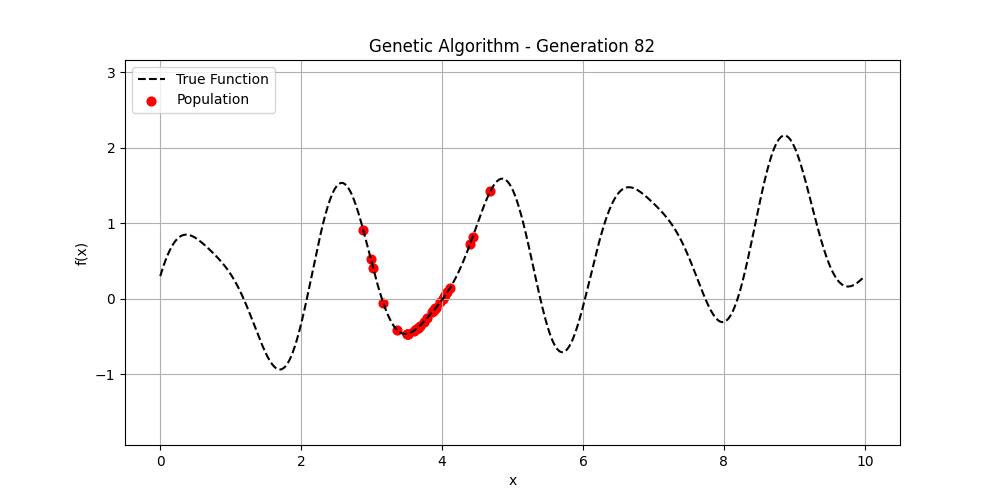 Genetic Algorithm - Generation 82
True Function
Population
f(x)
3
2
1
0
−1
0 2 4 6 8 10
x